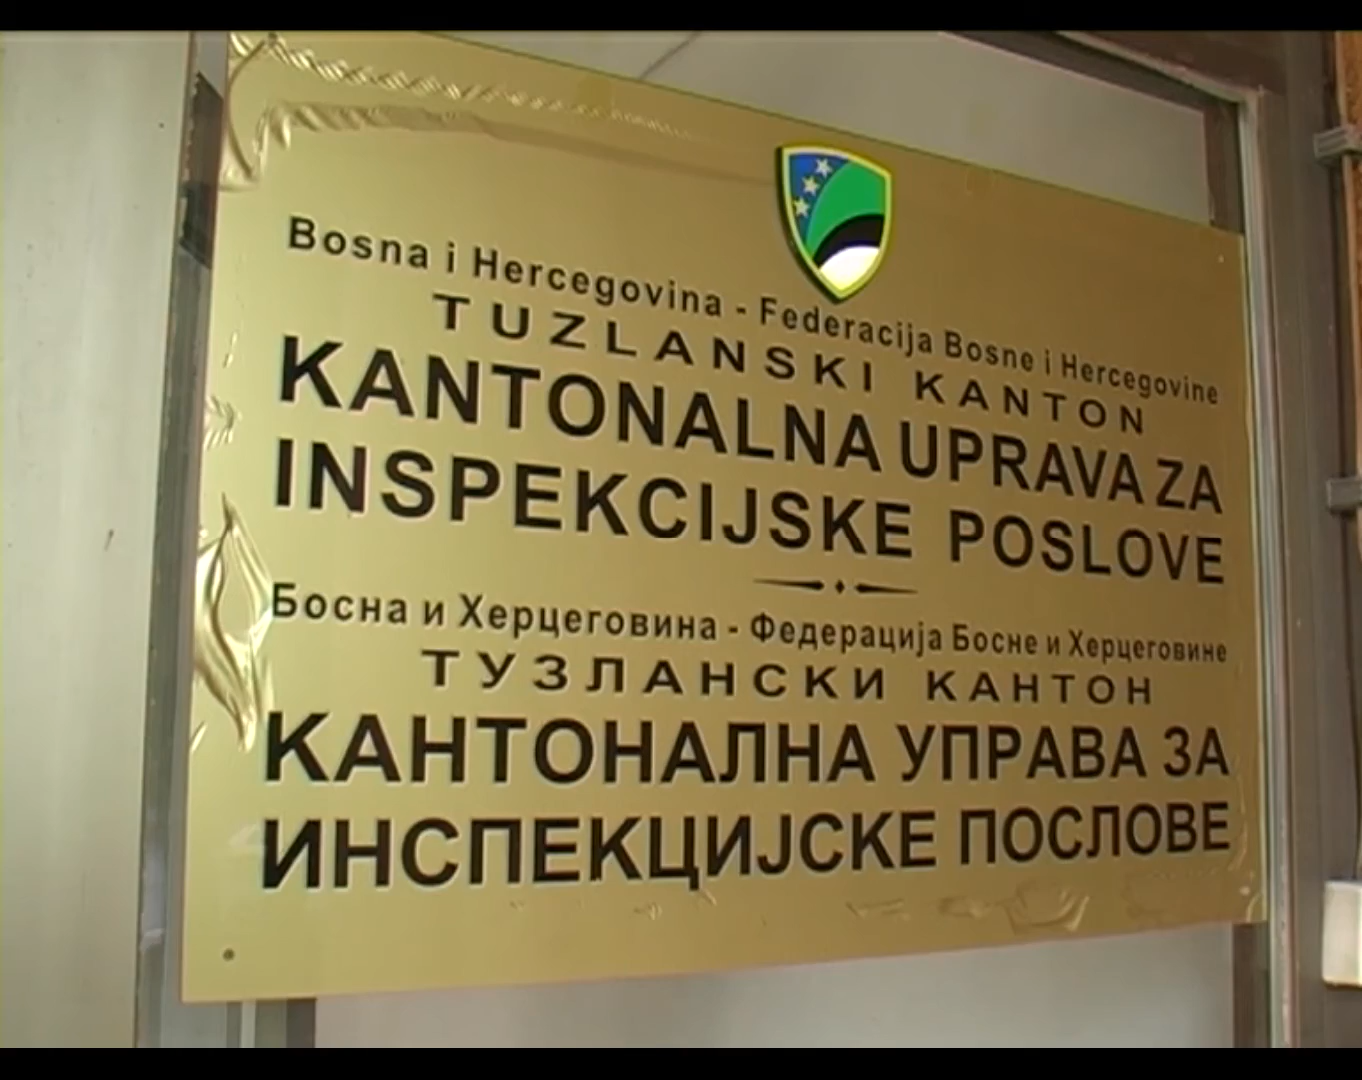 Bosna i Hercegovina - Federacija Bosne i Hercegovine
TUZLANSKI KANTON
KANTONALNA UPRAVA ZA
INSPEKCIJSKE POSLOVE
Босна и Херцеговина - Федерација Босне и Херцеговине
ТУЗЛАНСКИ КАНТОН
КАНТОНАЛНА УПРАВА ЗА
ИНСПЕКЦИЈСКЕ ПОСЛОВЕ